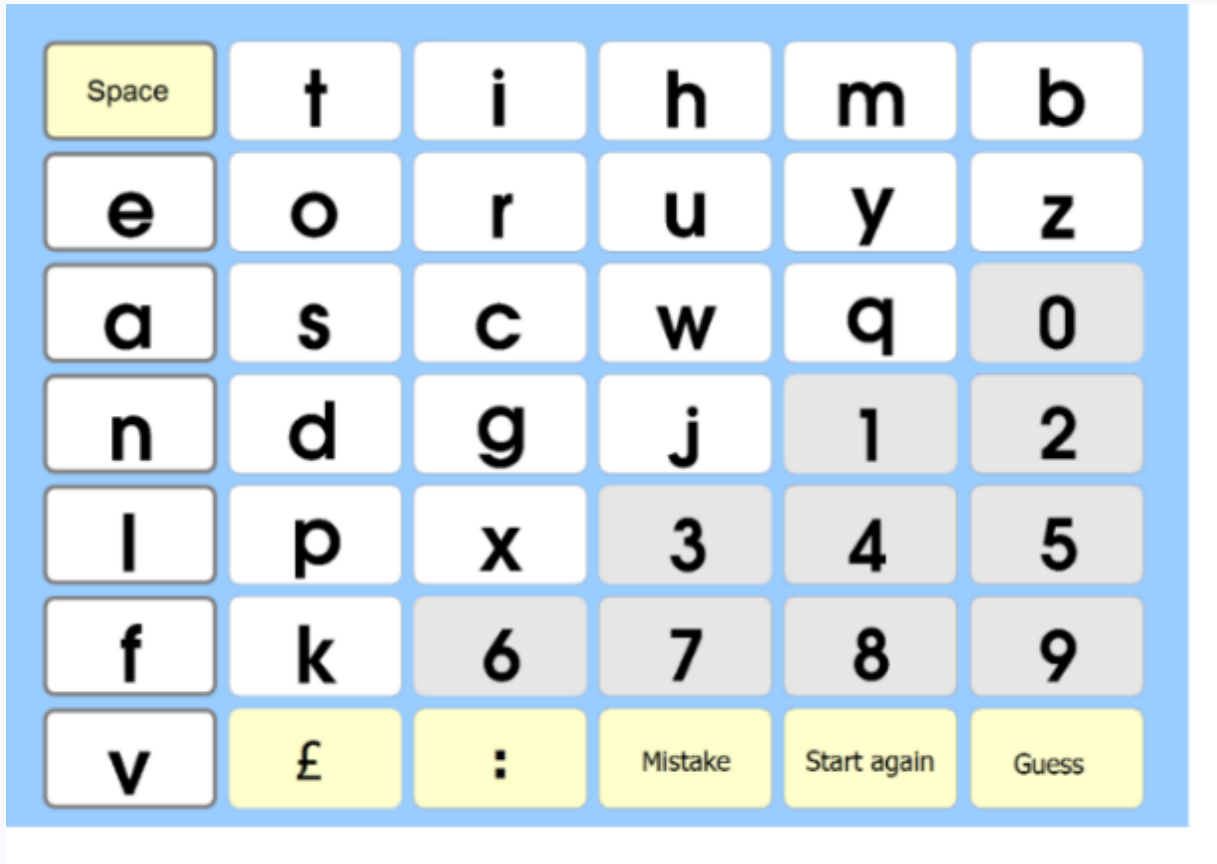 Space t i h m b
e o r u y z
a s c w q 0
n d g j 1 2
l p x 3 4 5
f k 6 7 8 9
v £ : Mistake Start again Guess